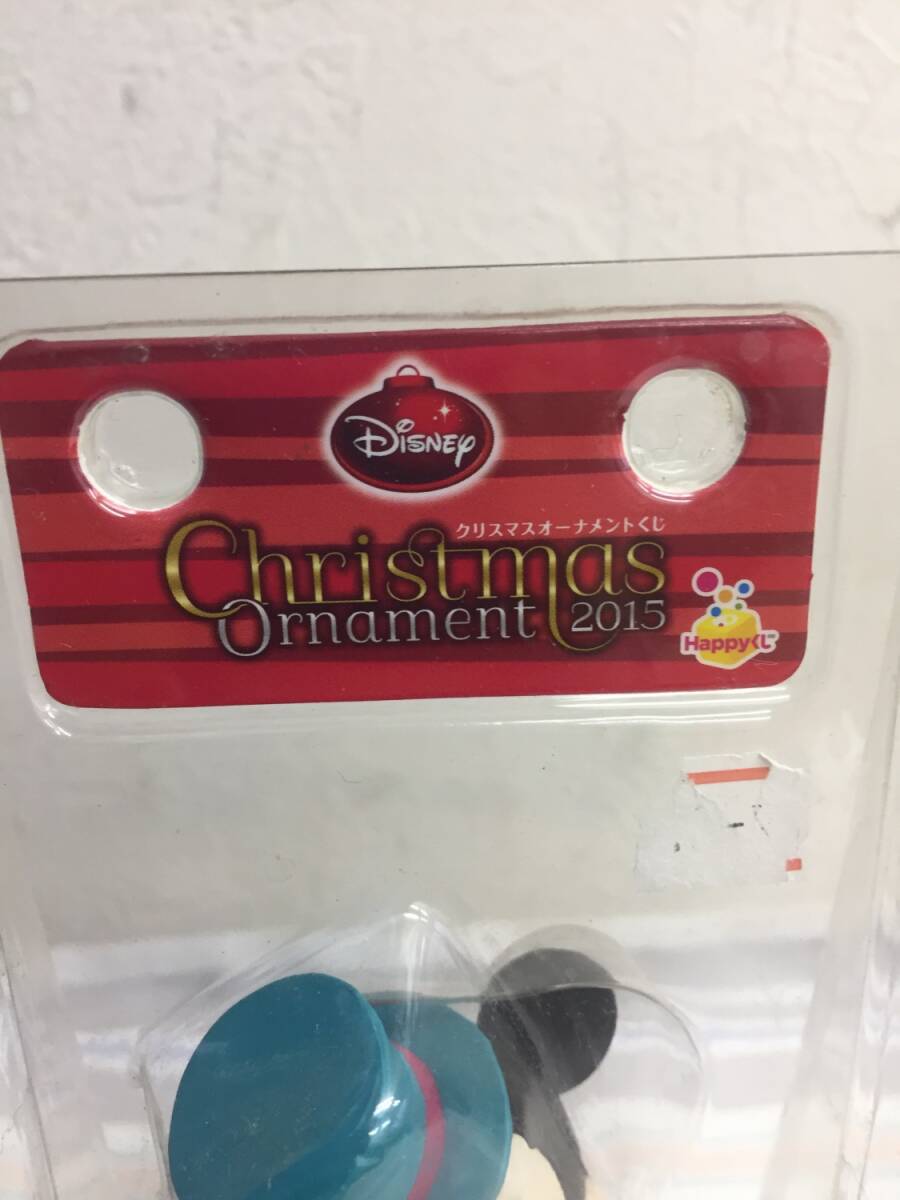 Disney
クリスマスオーナメントくじ
Christmas
Ornament 2015
Happyくじ